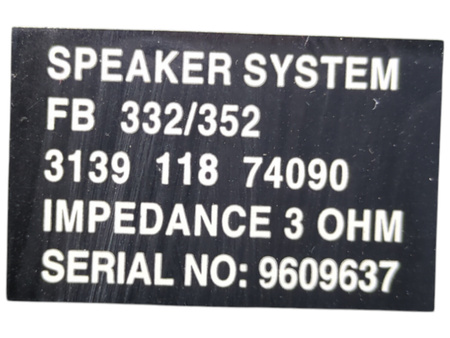 SPEAKER SYSTEM
FB 332/352
3139 118 74090
IMPEDANCE 3 OHM
SERIAL NO: 9609637